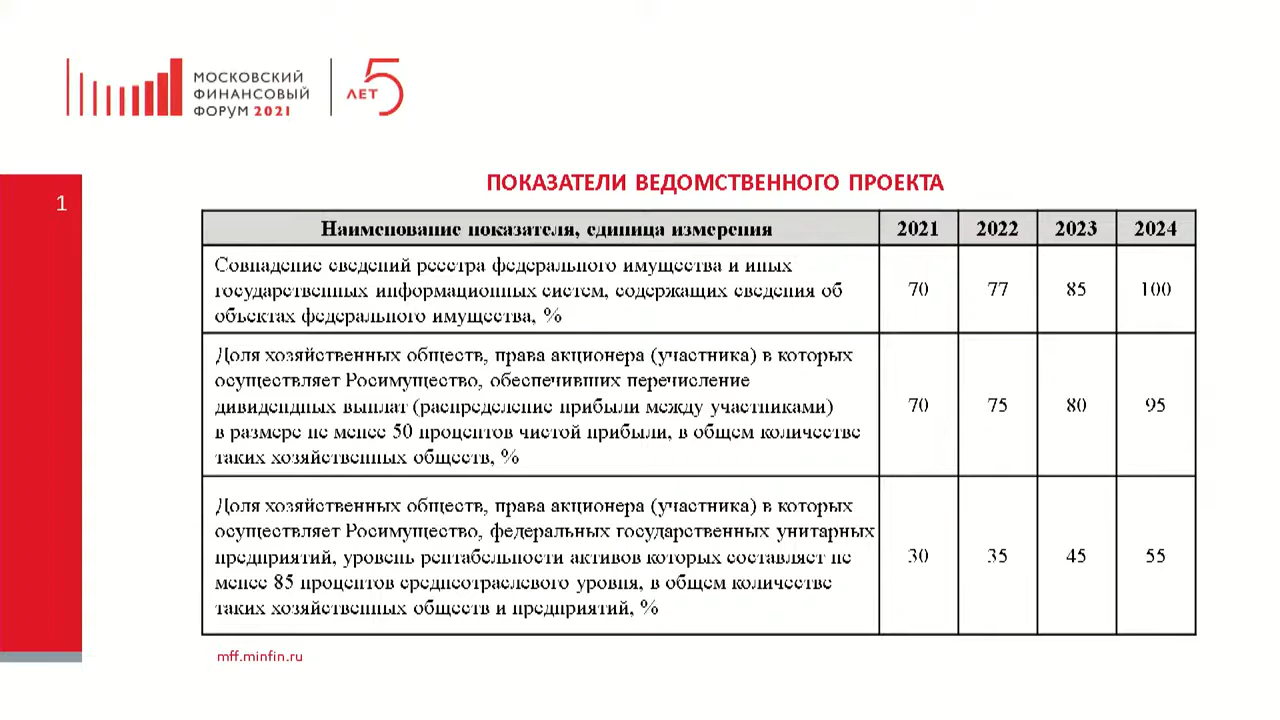 МОСКОВСКИЙ
ФИНАНСОВЫЙ
ФОРУМ 2021
ЛЕТ 5
1
ПОКАЗАТЕЛИ ВЕДОМСТВЕННОГО ПРОЕКТА
Наименование показателя, единица измерения 2021 2022 2023 2024
Совпадение сведений реестра федерального имущества и иных
государственных информационных систем, содержащих сведения об
объектах федерального имущества, %
70 77 85 100
Доля хозяйственных обществ, права акционера (участника) в которых
осуществляет Росимущество, обеспечивших перечисление
дивидендных выплат (распределение прибыли между участниками)
в размере не менее 50 процентов чистой прибыли, в общем количестве
таких хозяйственных обществ, %
70 75 80 95
Доля хозяйственных обществ, права акционера (участника) в которых
осуществляет Росимущество, федеральных государственных унитарных
предприятий, уровень рентабельности активов которых составляет не
менее 85 процентов среднеотраслевого уровня, в общем количестве
таких хозяйственных обществ и предприятий, %
30 35 45 55
mff.minfin.ru